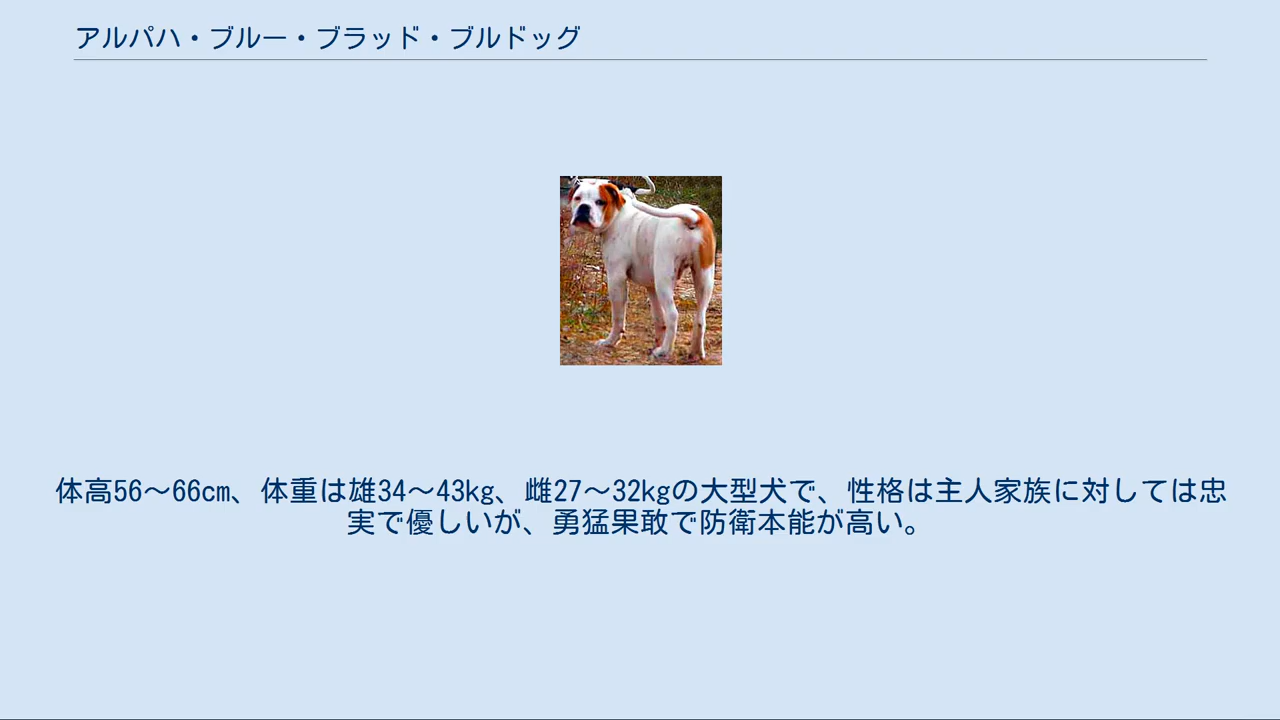 アルパハ・ブルー・ブラッド・ブルドッグ
体高56～66cm、体重は雄34～43kg、雌27～32kgの大型犬で、性格は主人家族に対しては忠
実で優しいが、勇猛果敢で防衛本能が高い。